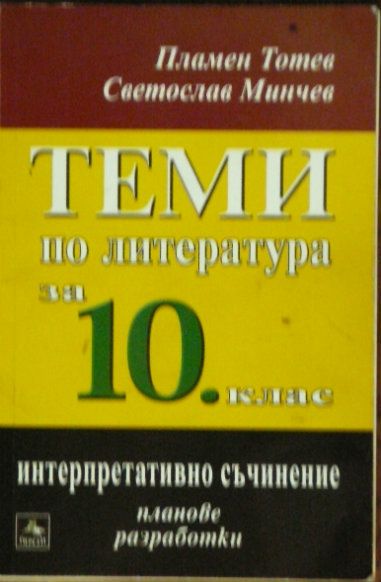 Пламен Тотев
Светослав Минчев
ТЕМИ
по литература
за
10. клас
интерпретативно съчинение
планове
разработки